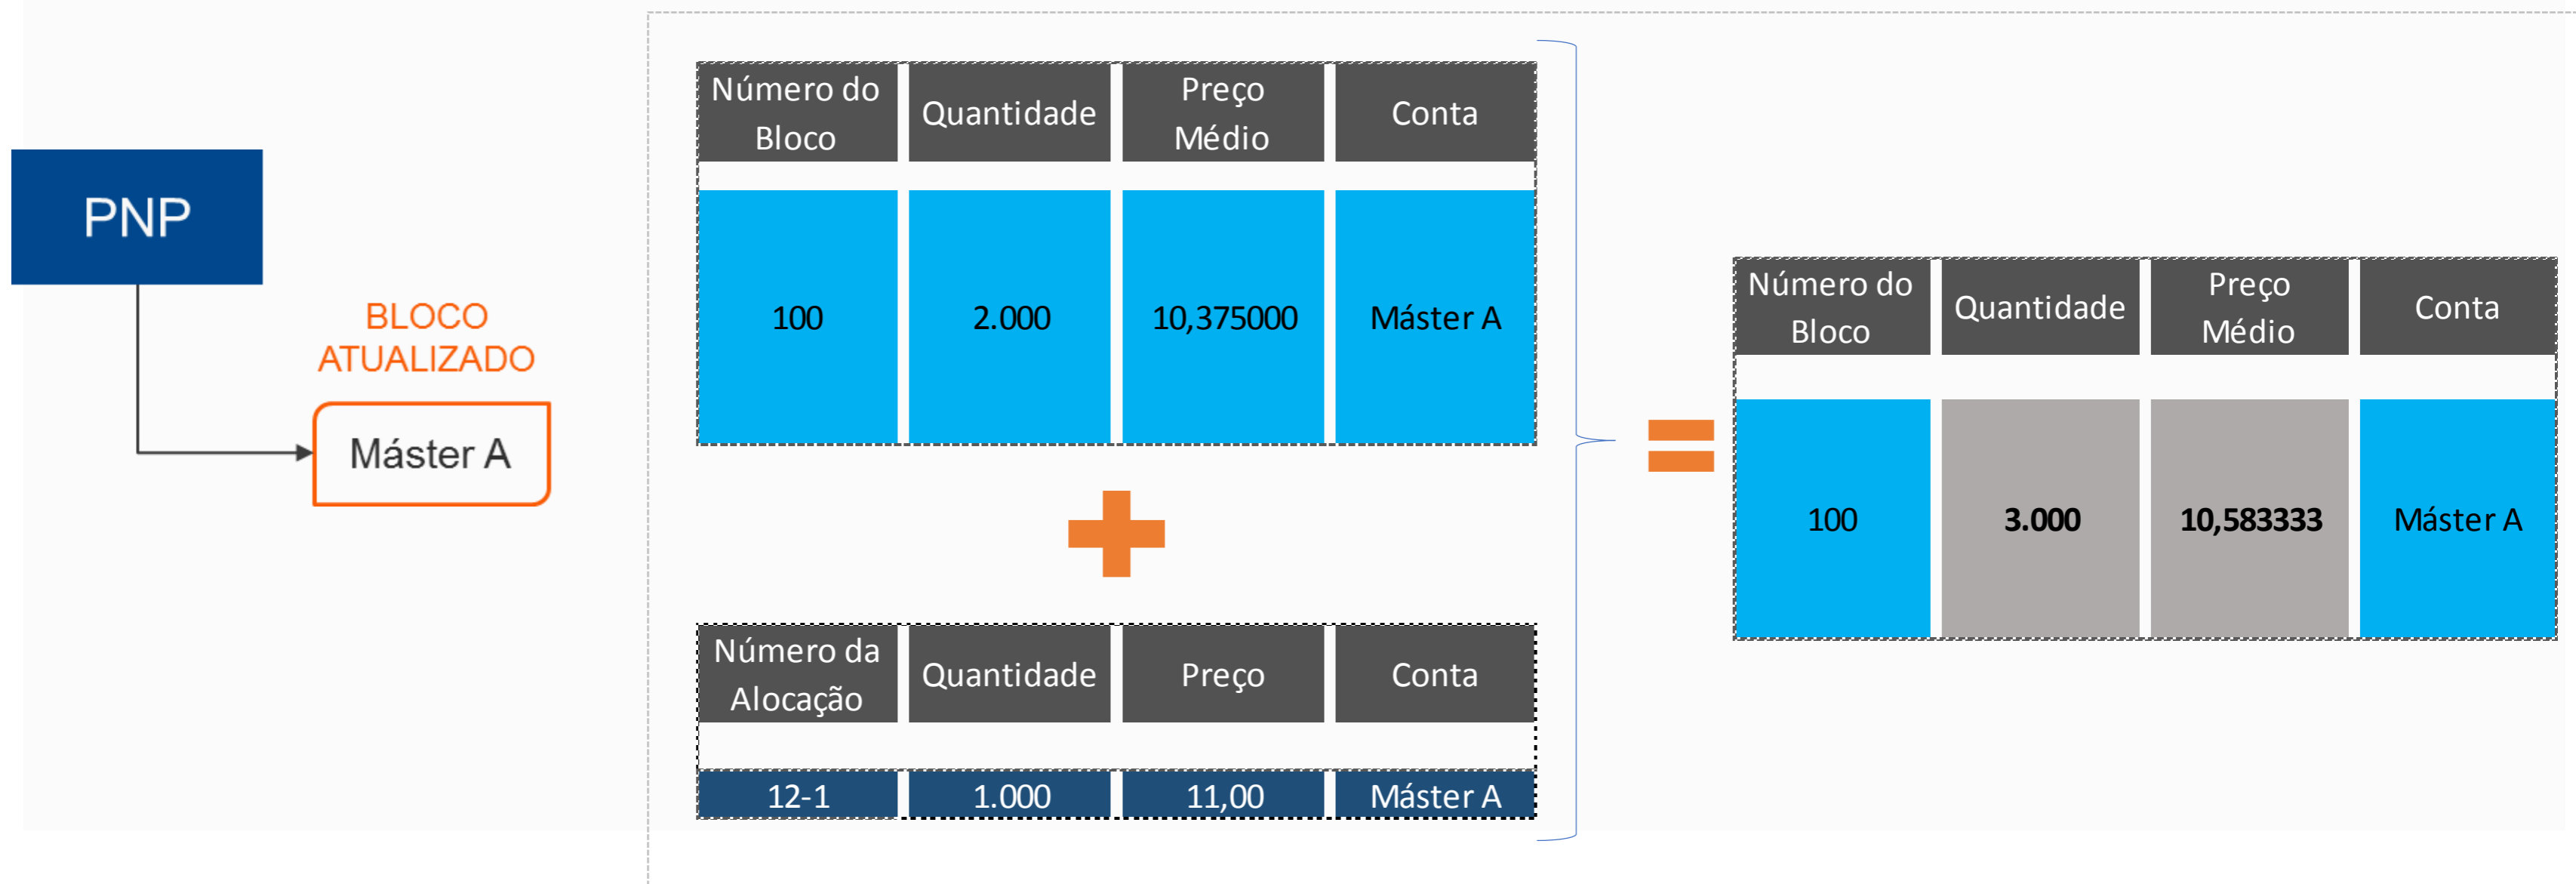 PNP
BLOCO
ATUALIZADO
Máster A
Número do
Bloco
Quantidade
Preço
Médio
Conta
100
2.000
10,375000
Máster A
Número da
Alocação
Quantidade
Preço
Conta
12-1
1.000
11,00
Máster A
Número do
Bloco
Quantidade
Preço
Médio
Conta
100
3.000
10,583333
Máster A